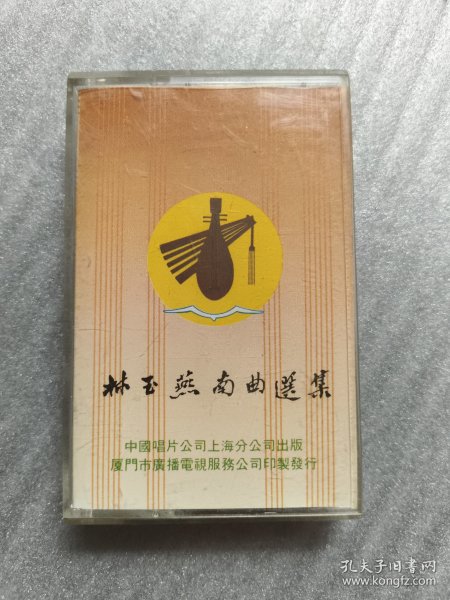 林玉燕南曲選集
中國唱片公司上海分公司出版
厦門市廣播電視服務公司印製發行
孔夫子旧书网
www.kongfz.com